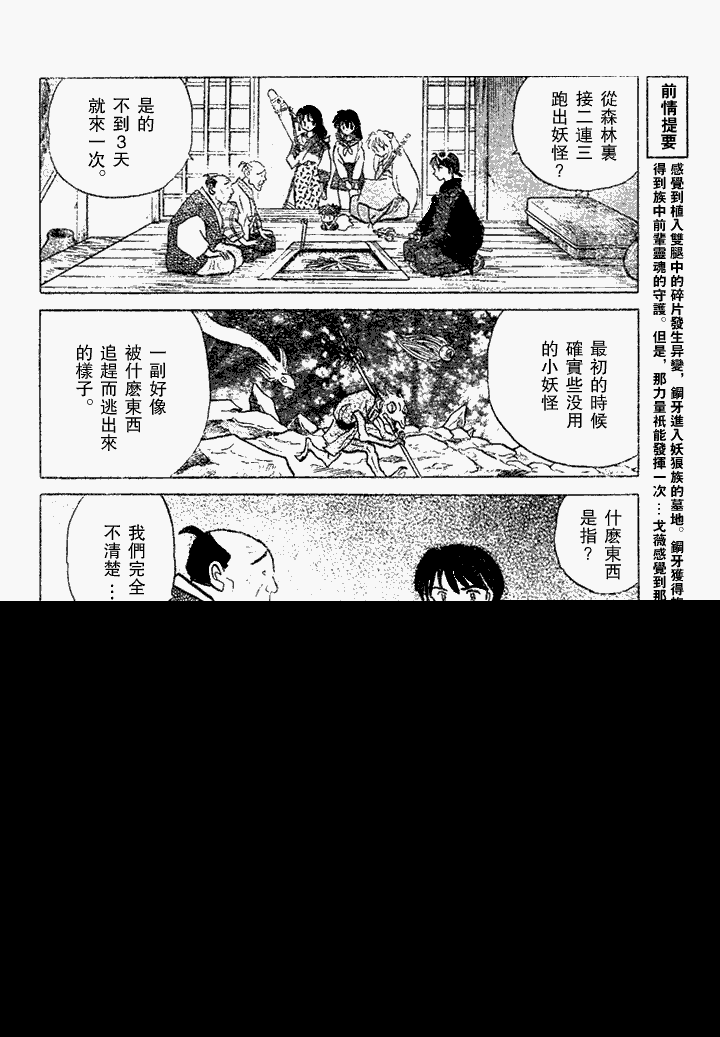 前情提要
感覺到植入雙腿中的碎片發生异變，鋼牙進入妖狼族的墓地。鋼牙獲得
得到族中前輩靈魂的守護。但是，那力量祇能發揮一次…戈薇感覺到那
從森林裏
接二連三
跑出妖怪？
是的
不到3天
就來一次。
最初的時候
確實些没用
的小妖怪
一副好像
被什麽東西
追趕而逃出來
的樣子。
什麽東西
是指？
我們完全
不清楚…